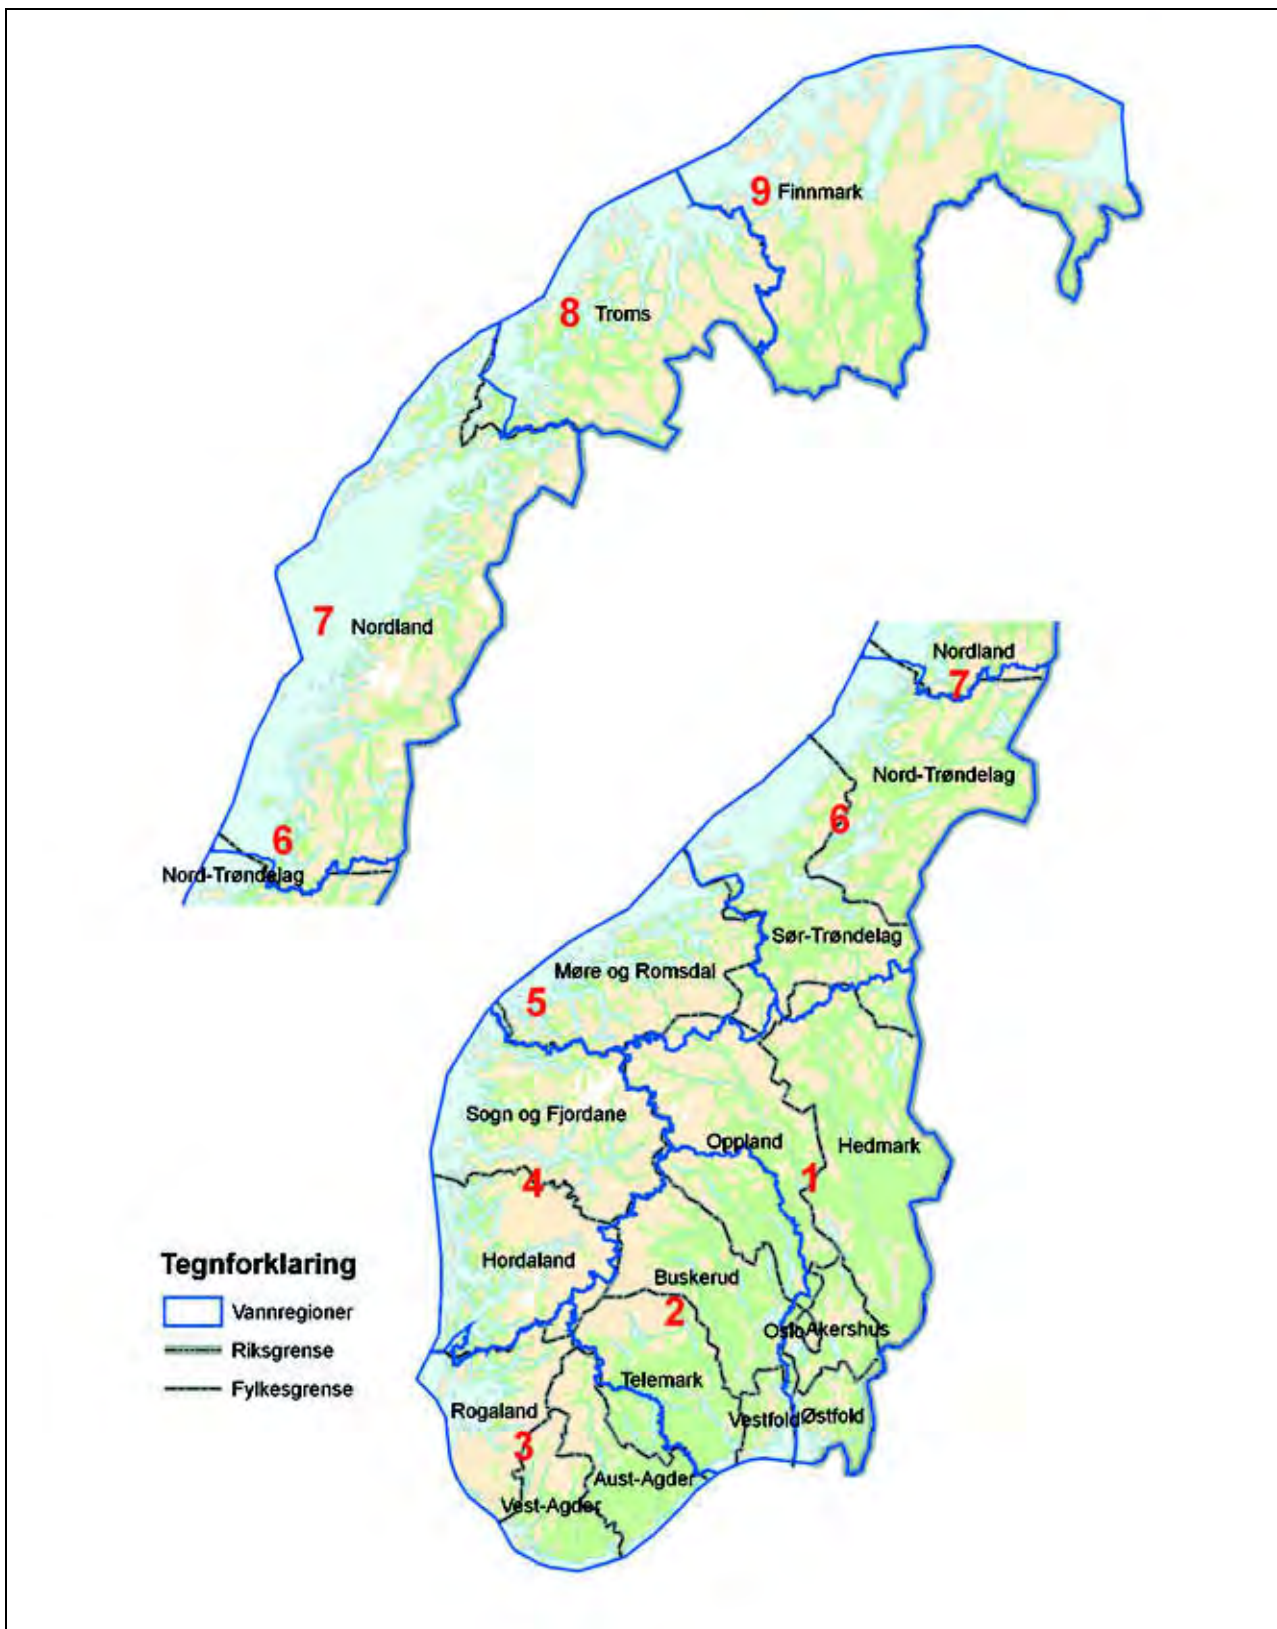 9 Finnmark
8 Troms
7 Nordland
Nordland
7
Nord-Trøndelag
6
6
Nord-Trøndelag
Sør-Trøndelag
Møre og Romsdal
5
Sogn og Fjordane
Oppland
Hedmark
4
1
Hordaland
Buskerud
2
Oslo Akershus
Telemark
Vestfold Østfold
Rogaland
3
Aust-Agder
Vest-Agder
Tegnforklaring
Vannregioner
Riksgrense
Fylkesgrense